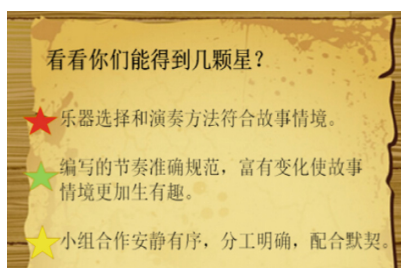 看看你们能得到几颗星？
乐器选择和演奏方法符合故事情境。
编写的节奏准确规范，富有变化使故事
情境更加生有趣。
小组合作安静有序，分工明确，配合默契。